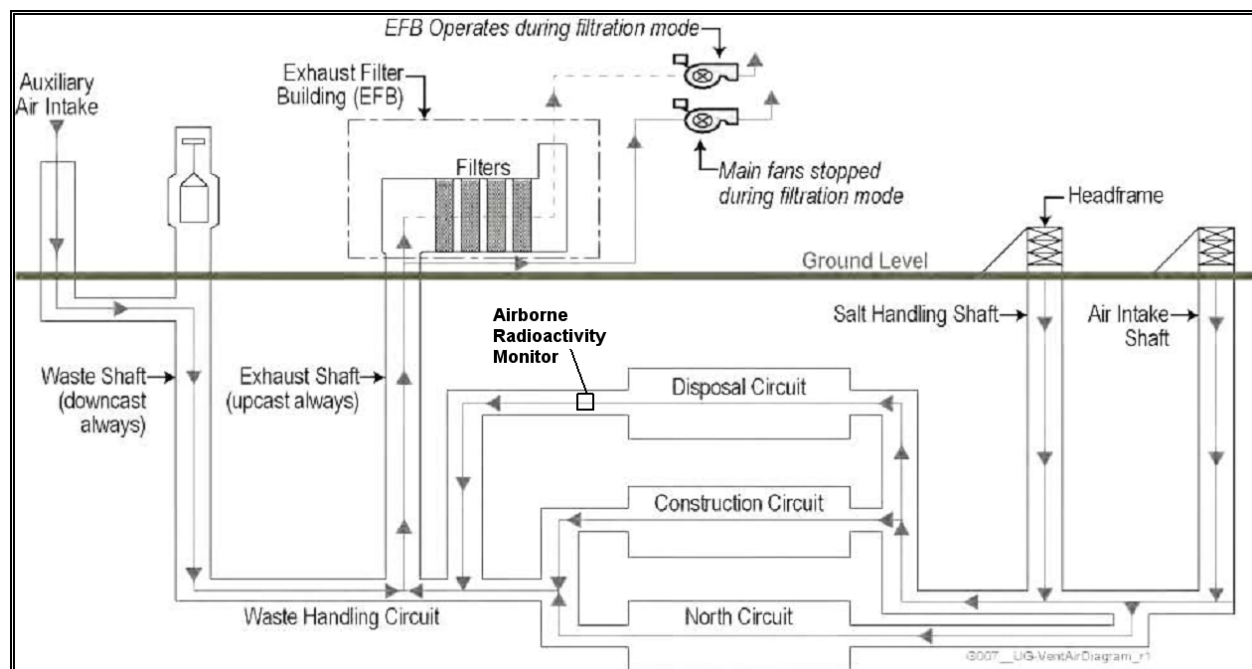 EFB Operates during filtration mode
Auxiliary
Air Intake
Exhaust Filter
Building (EFB)
Filters
Main fans stopped
during filtration mode
Headframe
Ground Level
Airborne
Radioactivity
Monitor
Salt Handling Shaft
Air Intake
Shaft
Waste Shaft
(downcast
always)
Exhaust Shaft
(upcast always)
Disposal Circuit
Construction Circuit
Waste Handling Circuit
North Circuit
G007__UG-VentAirDiagram_r1